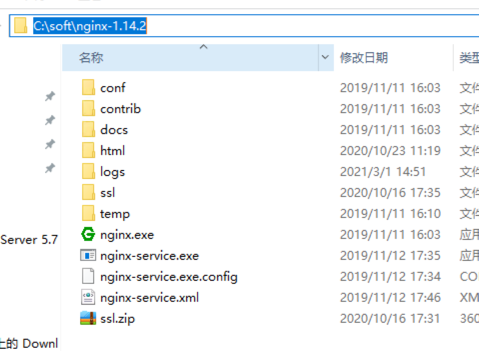 C:\soft\nginx-1.14.2
名称 修改日期 类型
conf 2019/11/11 16:03 文件
contrib 2019/11/11 16:03 文件
docs 2019/11/11 16:03 文件
html 2020/10/23 11:19 文件
logs 2021/3/1 14:51 文件
ssl 2020/10/16 17:35 文件
temp 2019/11/11 16:10 文件
nginx.exe 2019/11/11 16:03 应用
Server 5.7
nginx-service.exe 2019/11/12 17:35 应用
nginx-service.exe.config 2019/11/12 17:34 CO
nginx-service.xml 2019/11/12 17:46 XM
ssl.zip 2020/10/16 17:31 360
上的 Downl